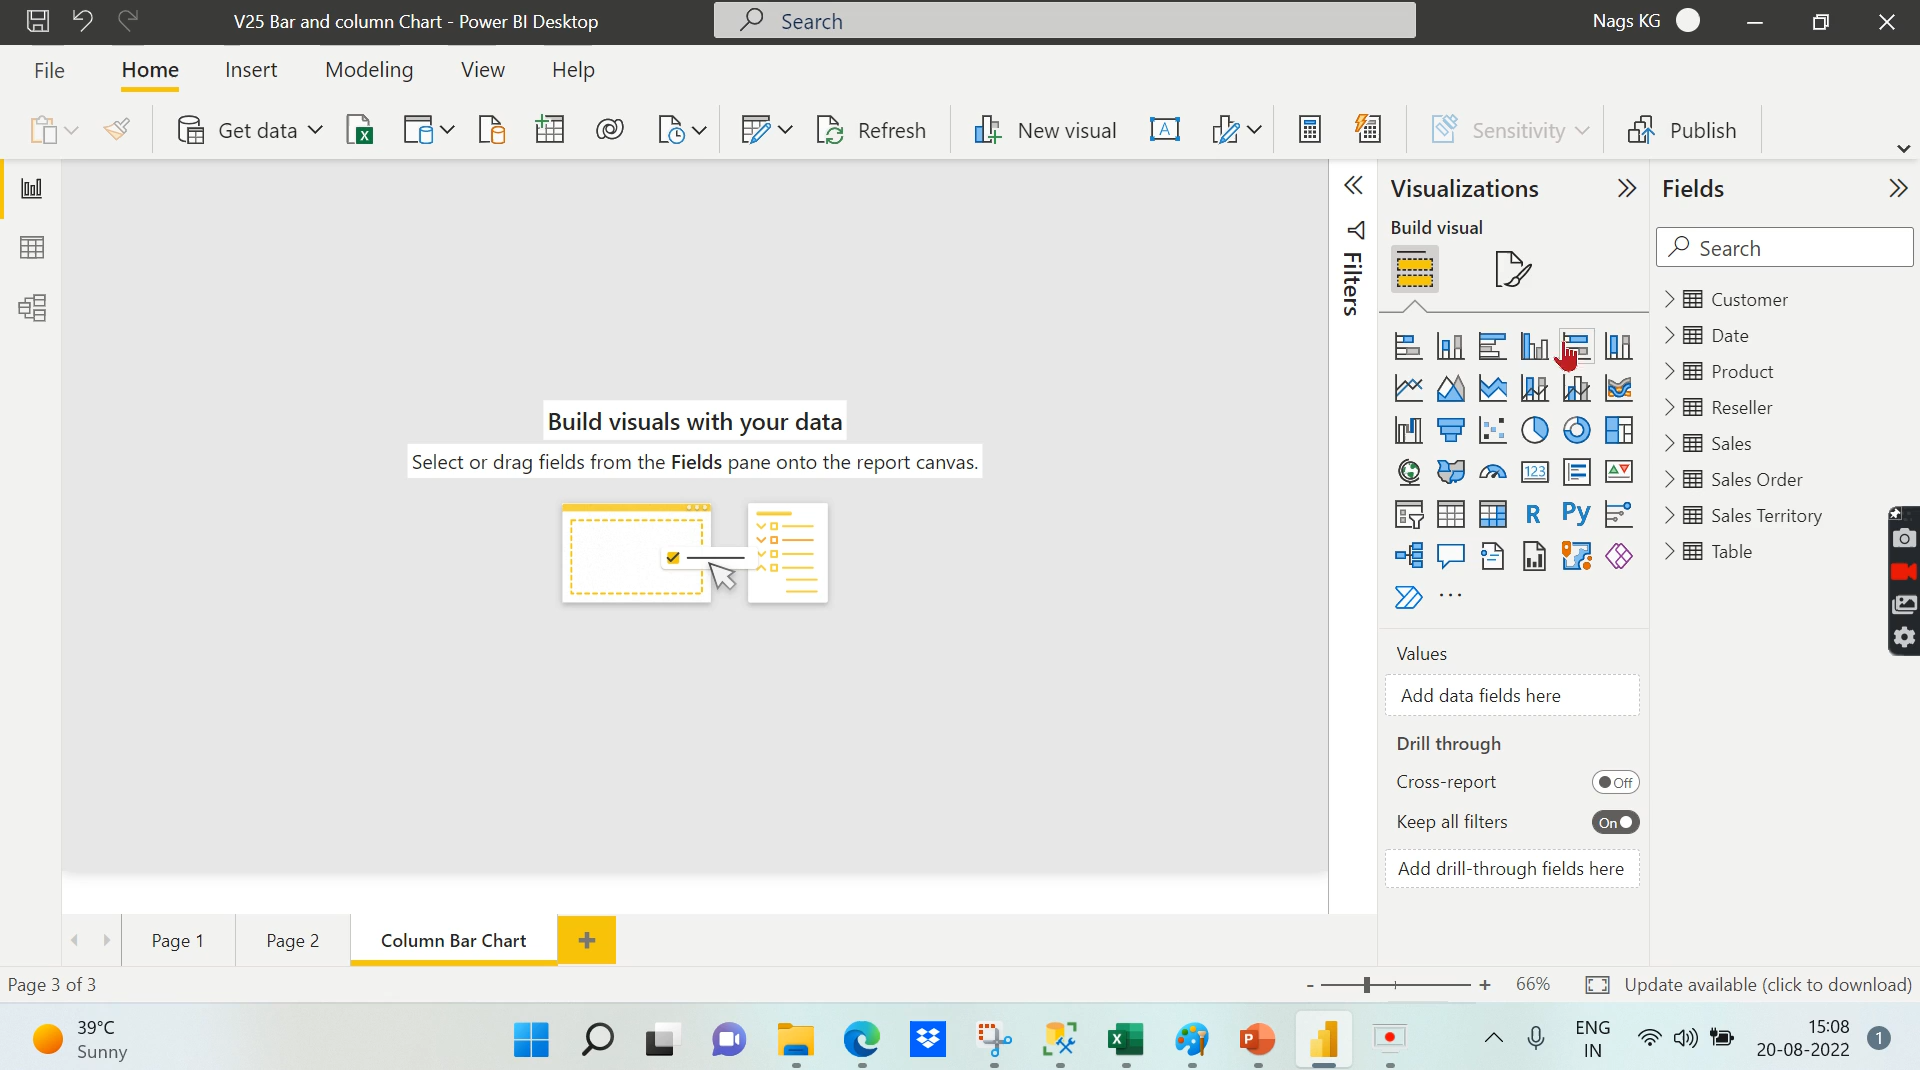 V25 Bar and column Chart - Power BI Desktop
Search
Nags KG
File
Home
Insert
Modeling
View
Help
Get data
Refresh
New visual
Sensitivity
Publish
Build visuals with your data
Select or drag fields from the Fields pane onto the report canvas.
Filters
Visualizations
Build visual
123
R
Py
Values
Add data fields here
Drill through
Cross-report
Off
Keep all filters
On
Add drill-through fields here
Fields
Search
Customer
Date
Product
Reseller
Sales
Sales Order
Sales Territory
Table
Page 1
Page 2
Column Bar Chart
Page 3 of 3
- +
66%
Update available (click to download)
39°C
Sunny
ENG
IN
15:08
20-08-2022
1